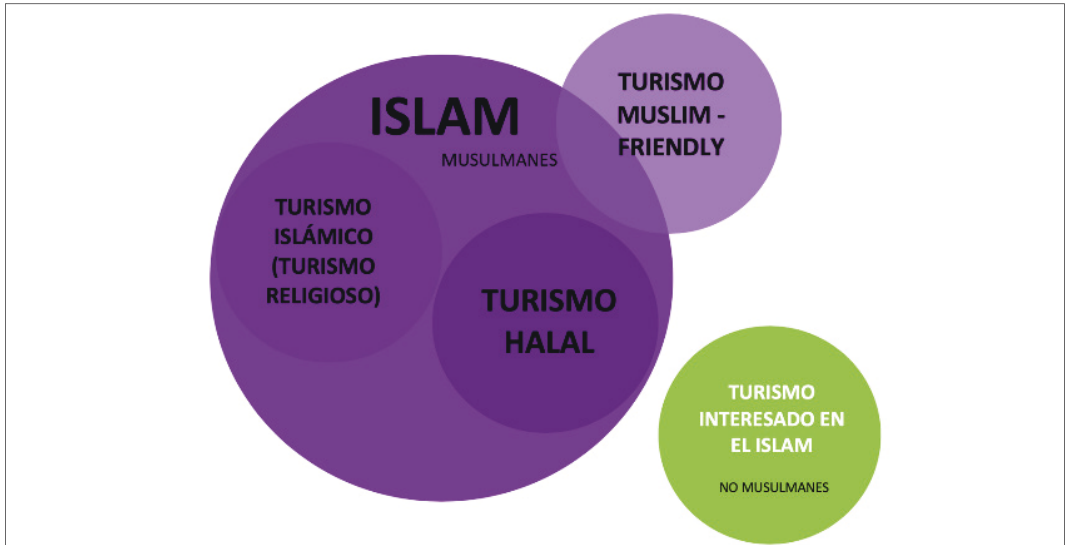 ISLAM
MUSULMANES
TURISMO
MUSLIM -
FRIENDLY
TURISMO
ISLÁMICO
(TURISMO
RELIGIOSO)
TURISMO
HALAL
TURISMO
INTERESADO EN
EL ISLAM
NO MUSULMANES